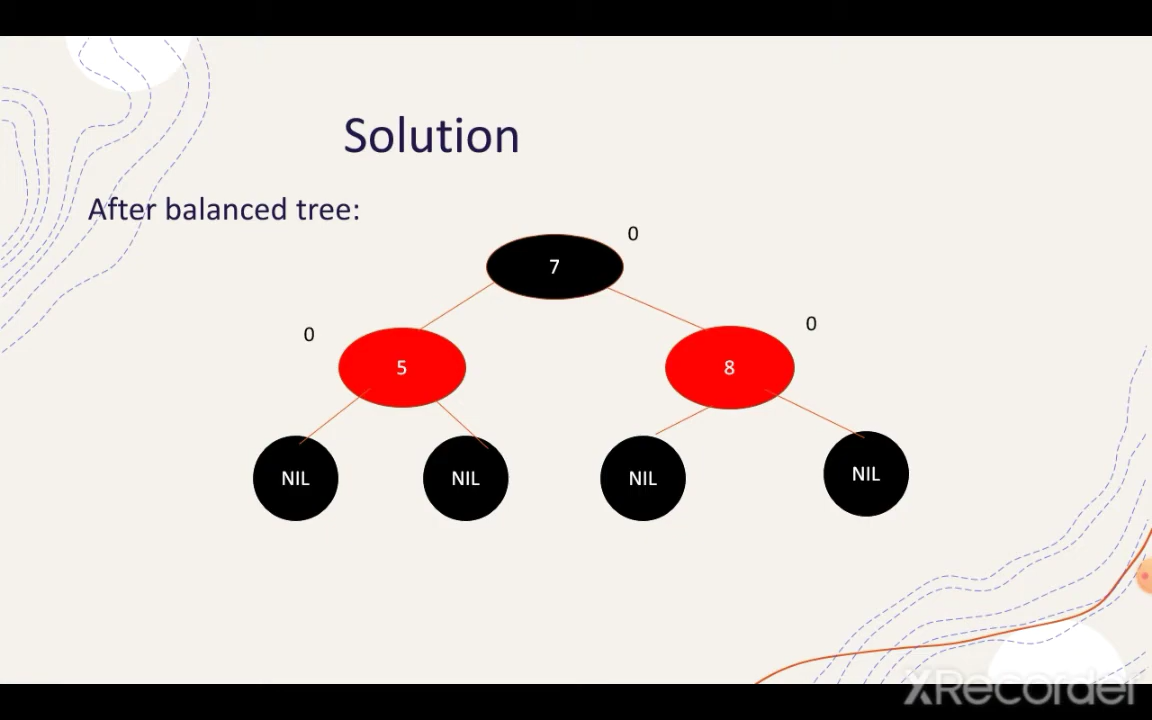 Solution
After balanced tree:
0
7
0
0
5
8
NIL
NIL
NIL
NIL
XRecorder